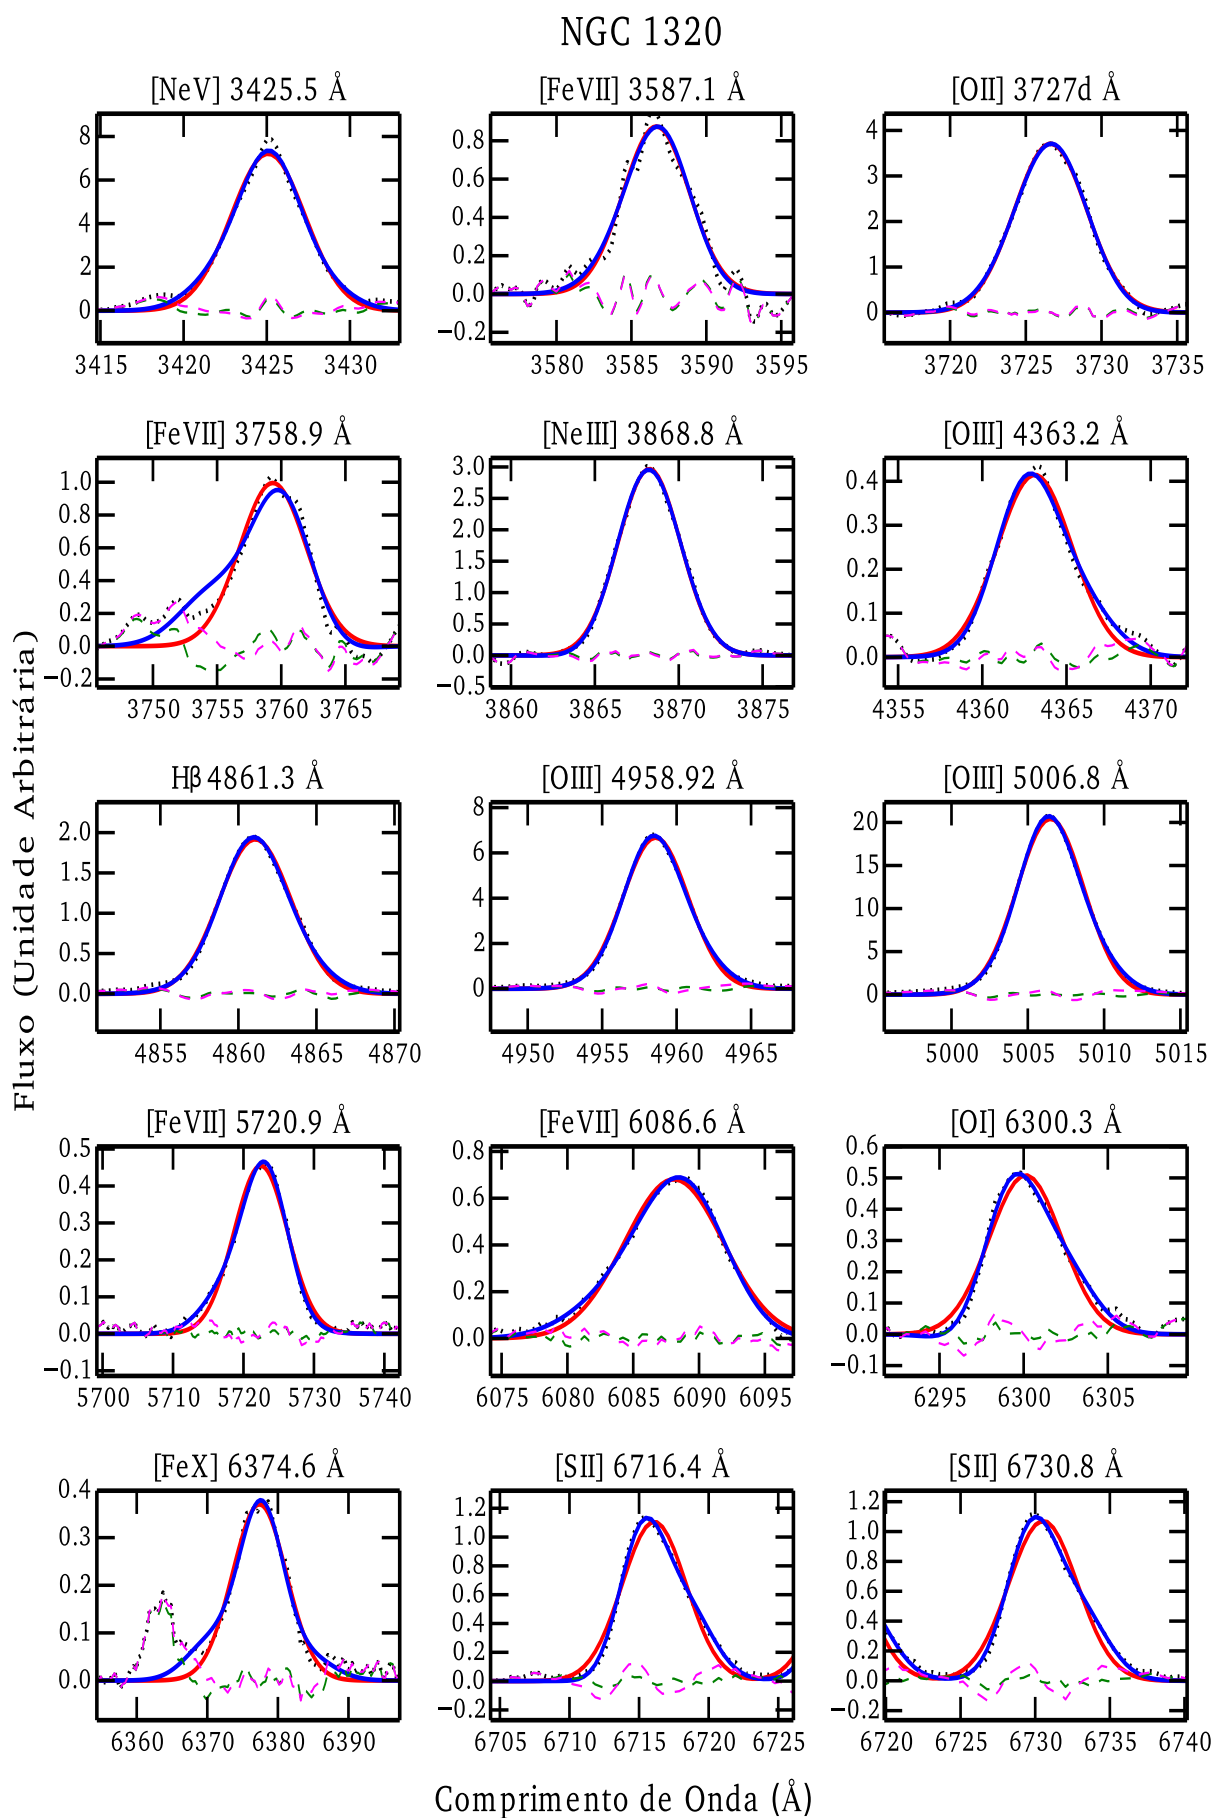 NGC 1320
[NeV] 3425.5 Å
[FeVII] 3587.1 Å
[OII] 3727d Å
8
6
4
2
0
3415 3420 3425 3430
0.8
0.6
0.4
0.2
0.0
−0.2
3580 3585 3590 3595
4
3
2
1
0
3720 3725 3730 3735
[FeVII] 3758.9 Å
[NeIII] 3868.8 Å
[OIII] 4363.2 Å
1.0
0.8
0.6
0.4
0.2
0.0
−0.2
3750 3755 3760 3765
3.0
2.5
2.0
1.5
1.0
0.5
0.0
−0.5
3860 3865 3870 3875
0.4
0.3
0.2
0.1
0.0
4355 4360 4365 4370
Fluxo (Unidade Arbitrária)
Hβ 4861.3 Å
[OIII] 4958.92 Å
[OIII] 5006.8 Å
2.0
1.5
1.0
0.5
0.0
4855 4860 4865 4870
8
6
4
2
0
4950 4955 4960 4965
20
15
10
5
0
5000 5005 5010 5015
[FeVII] 5720.9 Å
[FeVII] 6086.6 Å
[OI] 6300.3 Å
0.5
0.4
0.3
0.2
0.1
0.0
−0.1
5700 5710 5720 5730 5740
0.8
0.6
0.4
0.2
0.0
6075 6080 6085 6090 6095
0.6
0.5
0.4
0.3
0.2
0.1
0.0
−0.1
6295 6300 6305
[FeX] 6374.6 Å
[SII] 6716.4 Å
[SII] 6730.8 Å
0.4
0.3
0.2
0.1
0.0
6360 6370 6380 6390
1.2
1.0
0.8
0.6
0.4
0.2
0.0
−0.2
6705 6710 6715 6720 6725
1.2
1.0
0.8
0.6
0.4
0.2
0.0
−0.2
6720 6725 6730 6735 6740
Comprimento de Onda (Å)